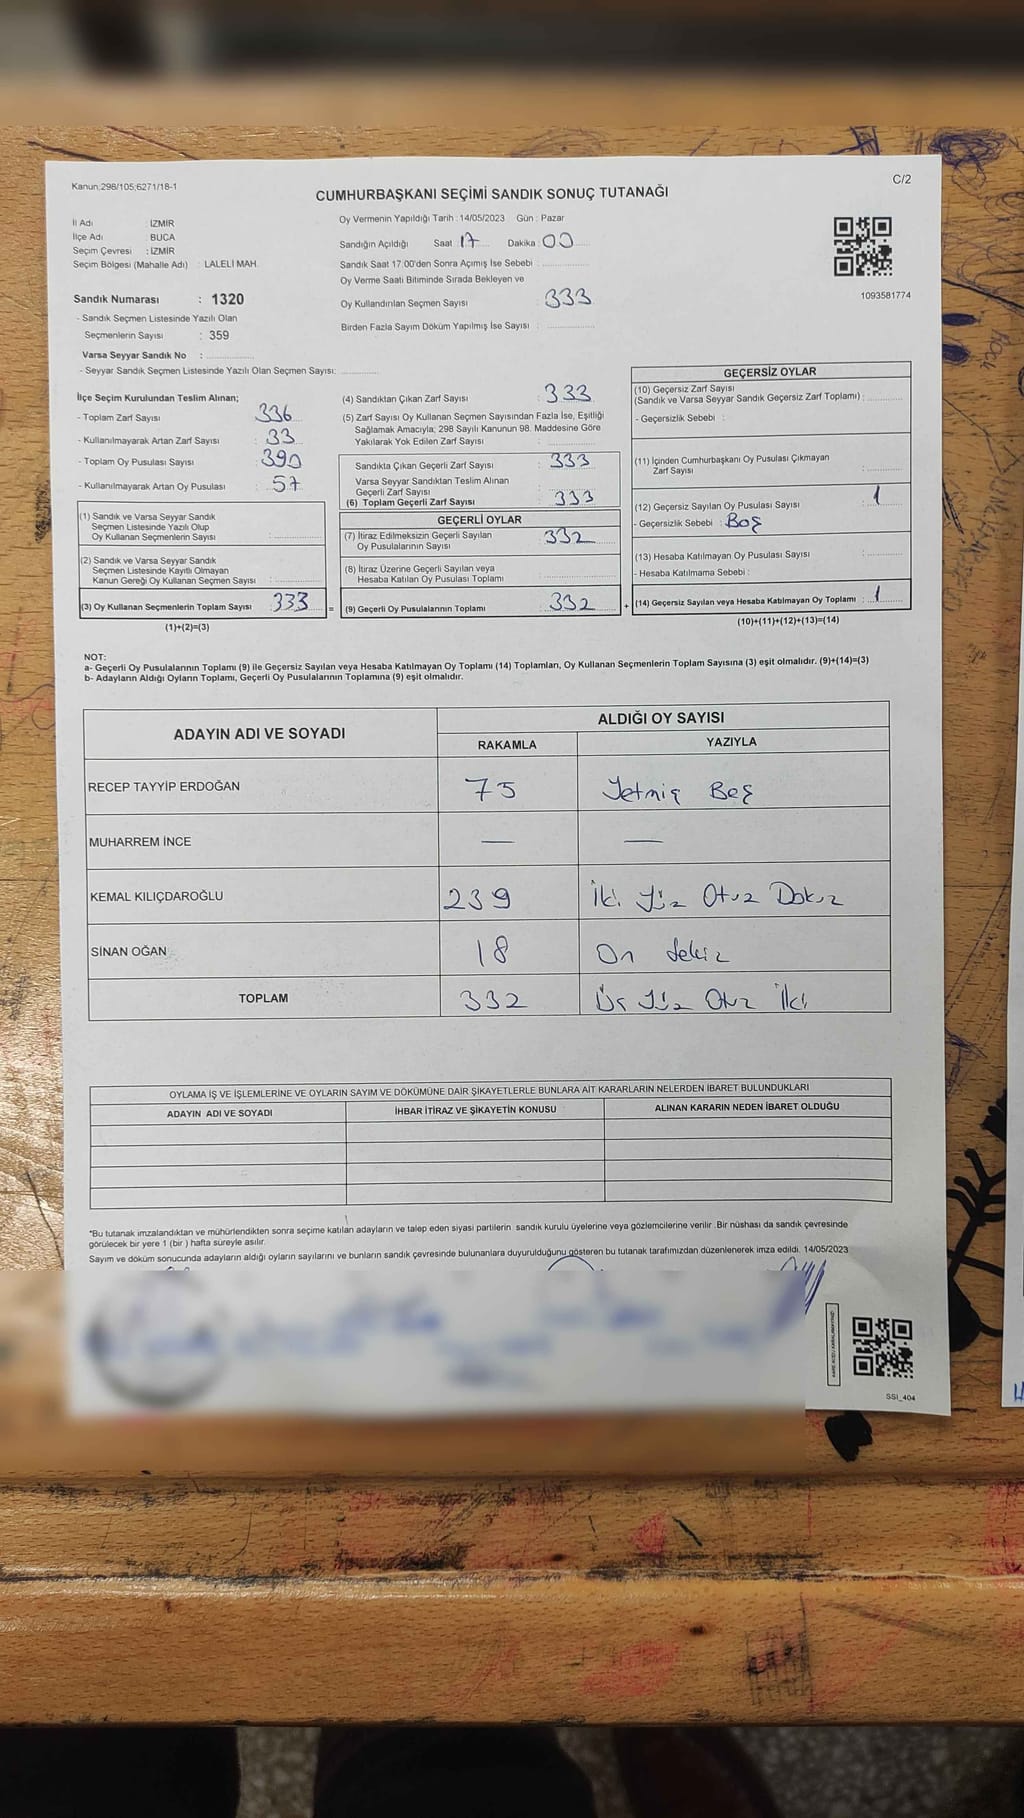 Kanun;298/105;6271/18-1
C/2
CUMHURBAŞKANI SEÇİMİ SANDIK SONUÇ TUTANAĞI
İl Adı : İZMİR
İlçe Adı : BUCA
Seçim Çevresi : İZMİR
Seçim Bölgesi (Mahalle Adı) : LALELİ MAH.
Sandık Numarası : 1320
- Sandık Seçmen Listesinde Yazılı Olan
Seçmenlerin Sayısı : 359
Varsa Seyyar Sandık No :
- Seyyar Sandık Seçmen Listesinde Yazılı Olan Seçmen Sayısı:
Oy Vermenin Yapıldığı Tarih : 14/05/2023 Gün : Pazar
Sandığın Açıldığı Saat 17 Dakika : 00
Sandık Saat 17:00'den Sonra Açımış İse Sebebi :
Oy Verme Saati Bitiminde Sırada Bekleyen ve
Oy Kullandırılan Seçmen Sayısı : 333
Birden Fazla Sayım Döküm Yapılmış İse Sayısı :
1093581774
İlçe Seçim Kurulundan Teslim Alınan;
- Toplam Zarf Sayısı : 336
- Kullanılmayarak Artan Zarf Sayısı : 33
- Toplam Oy Pusulası Sayısı : 390
- Kullanılmayarak Artan Oy Pusulası : 57
(1) Sandık ve Varsa Seyyar Sandık
Seçmen Listesinde Yazılı Olup
Oy Kullanan Seçmenlerin Sayısı :
(2) Sandık ve Varsa Seyyar Sandık
Seçmen Listesinde Kayıtlı Olmayan
Kanun Gereği Oy Kullanan Seçmen Sayısı :
(3) Oy Kullanan Seçmenlerin Toplam Sayısı : 333
(1)+(2)=(3)
(4) Sandıktan Çıkan Zarf Sayısı : 333
(5) Zarf Sayısı Oy Kullanan Seçmen Sayısından Fazla İse, Eşitliği
Sağlamak Amacıyla; 298 Sayılı Kanunun 98. Maddesine Göre
Yakılarak Yok Edilen Zarf Sayısı :
Sandıkta Çıkan Geçerli Zarf Sayısı : 333
Varsa Seyyar Sandıktan Teslim Alınan
Geçerli Zarf Sayısı :
(6) Toplam Geçerli Zarf Sayısı : 333
GEÇERLİ OYLAR
(7) İtiraz Edilmeksizin Geçerli Sayılan
Oy Pusulalarının Sayısı : 332
(8) İtiraz Üzerine Geçerli Sayılan veya
Hesaba Katılan Oy Pusulası Toplamı :
= (9) Geçerli Oy Pusulalarının Toplamı : 332
GEÇERSİZ OYLAR
(10) Geçersiz Zarf Sayısı
(Sandık ve Varsa Seyyar Sandık Geçersiz Zarf Toplamı) :
- Geçersizlik Sebebi :
(11) İçinden Cumhurbaşkanı Oy Pusulası Çıkmayan
Zarf Sayısı :
(12) Geçersiz Sayılan Oy Pusulası Sayısı : 1
- Geçersizlik Sebebi : Boş
(13) Hesaba Katılmayan Oy Pusulası Sayısı :
- Hesaba Katılmama Sebebi :
+ (14) Geçersiz Sayılan veya Hesaba Katılmayan Oy Toplamı : 1
(10)+(11)+(12)+(13)=(14)
NOT:
a- Geçerli Oy Pusulalarının Toplamı (9) ile Geçersiz Sayılan veya Hesaba Katılmayan Oy Toplamı (14) Toplamları, Oy Kullanan Seçmenlerin Toplam Sayısına (3) eşit olmalıdır. (9)+(14)=(3)
b- Adayların Aldığı Oyların Toplamı, Geçerli Oy Pusulalarının Toplamına (9) eşit olmalıdır.
ADAYIN ADI VE SOYADI
ALDIĞI OY SAYISI
RAKAMLA YAZIYLA
RECEP TAYYİP ERDOĞAN 75 Yetmiş Beş
MUHARREM İNCE — —
KEMAL KILIÇDAROĞLU 239 İki Yüz Otuz Dokuz
SİNAN OĞAN 18 On Sekiz
TOPLAM 332 Üç Yüz Otuz İki
OYLAMA İŞ VE İŞLEMLERİNE VE OYLARIN SAYIM VE DÖKÜMÜNE DAİR ŞİKAYETLERLE BUNLARA AİT KARARLARIN NELERDEN İBARET BULUNDUKLARI
ADAYIN ADI VE SOYADI İHBAR İTİRAZ VE ŞİKAYETİN KONUSU ALINAN KARARIN NEDEN İBARET OLDUĞU
*Bu tutanak imzalandıktan ve mühürlendikten sonra seçime katılan adayların ve talep eden siyasi partilerin sandık kurulu üyelerine veya gözlemcilerine verilir .Bir nüshası da sandık çevresinde
görülecek bir yere 1 (bir ) hafta süreyle asılır.
Sayım ve döküm sonucunda adayların aldığı oyların sayılarını ve bunların sandık çevresinde bulunanlara duyurulduğunu gösteren bu tutanak tarafımızdan düzenlenerek imza edildi. 14/05/2023
SSI_404